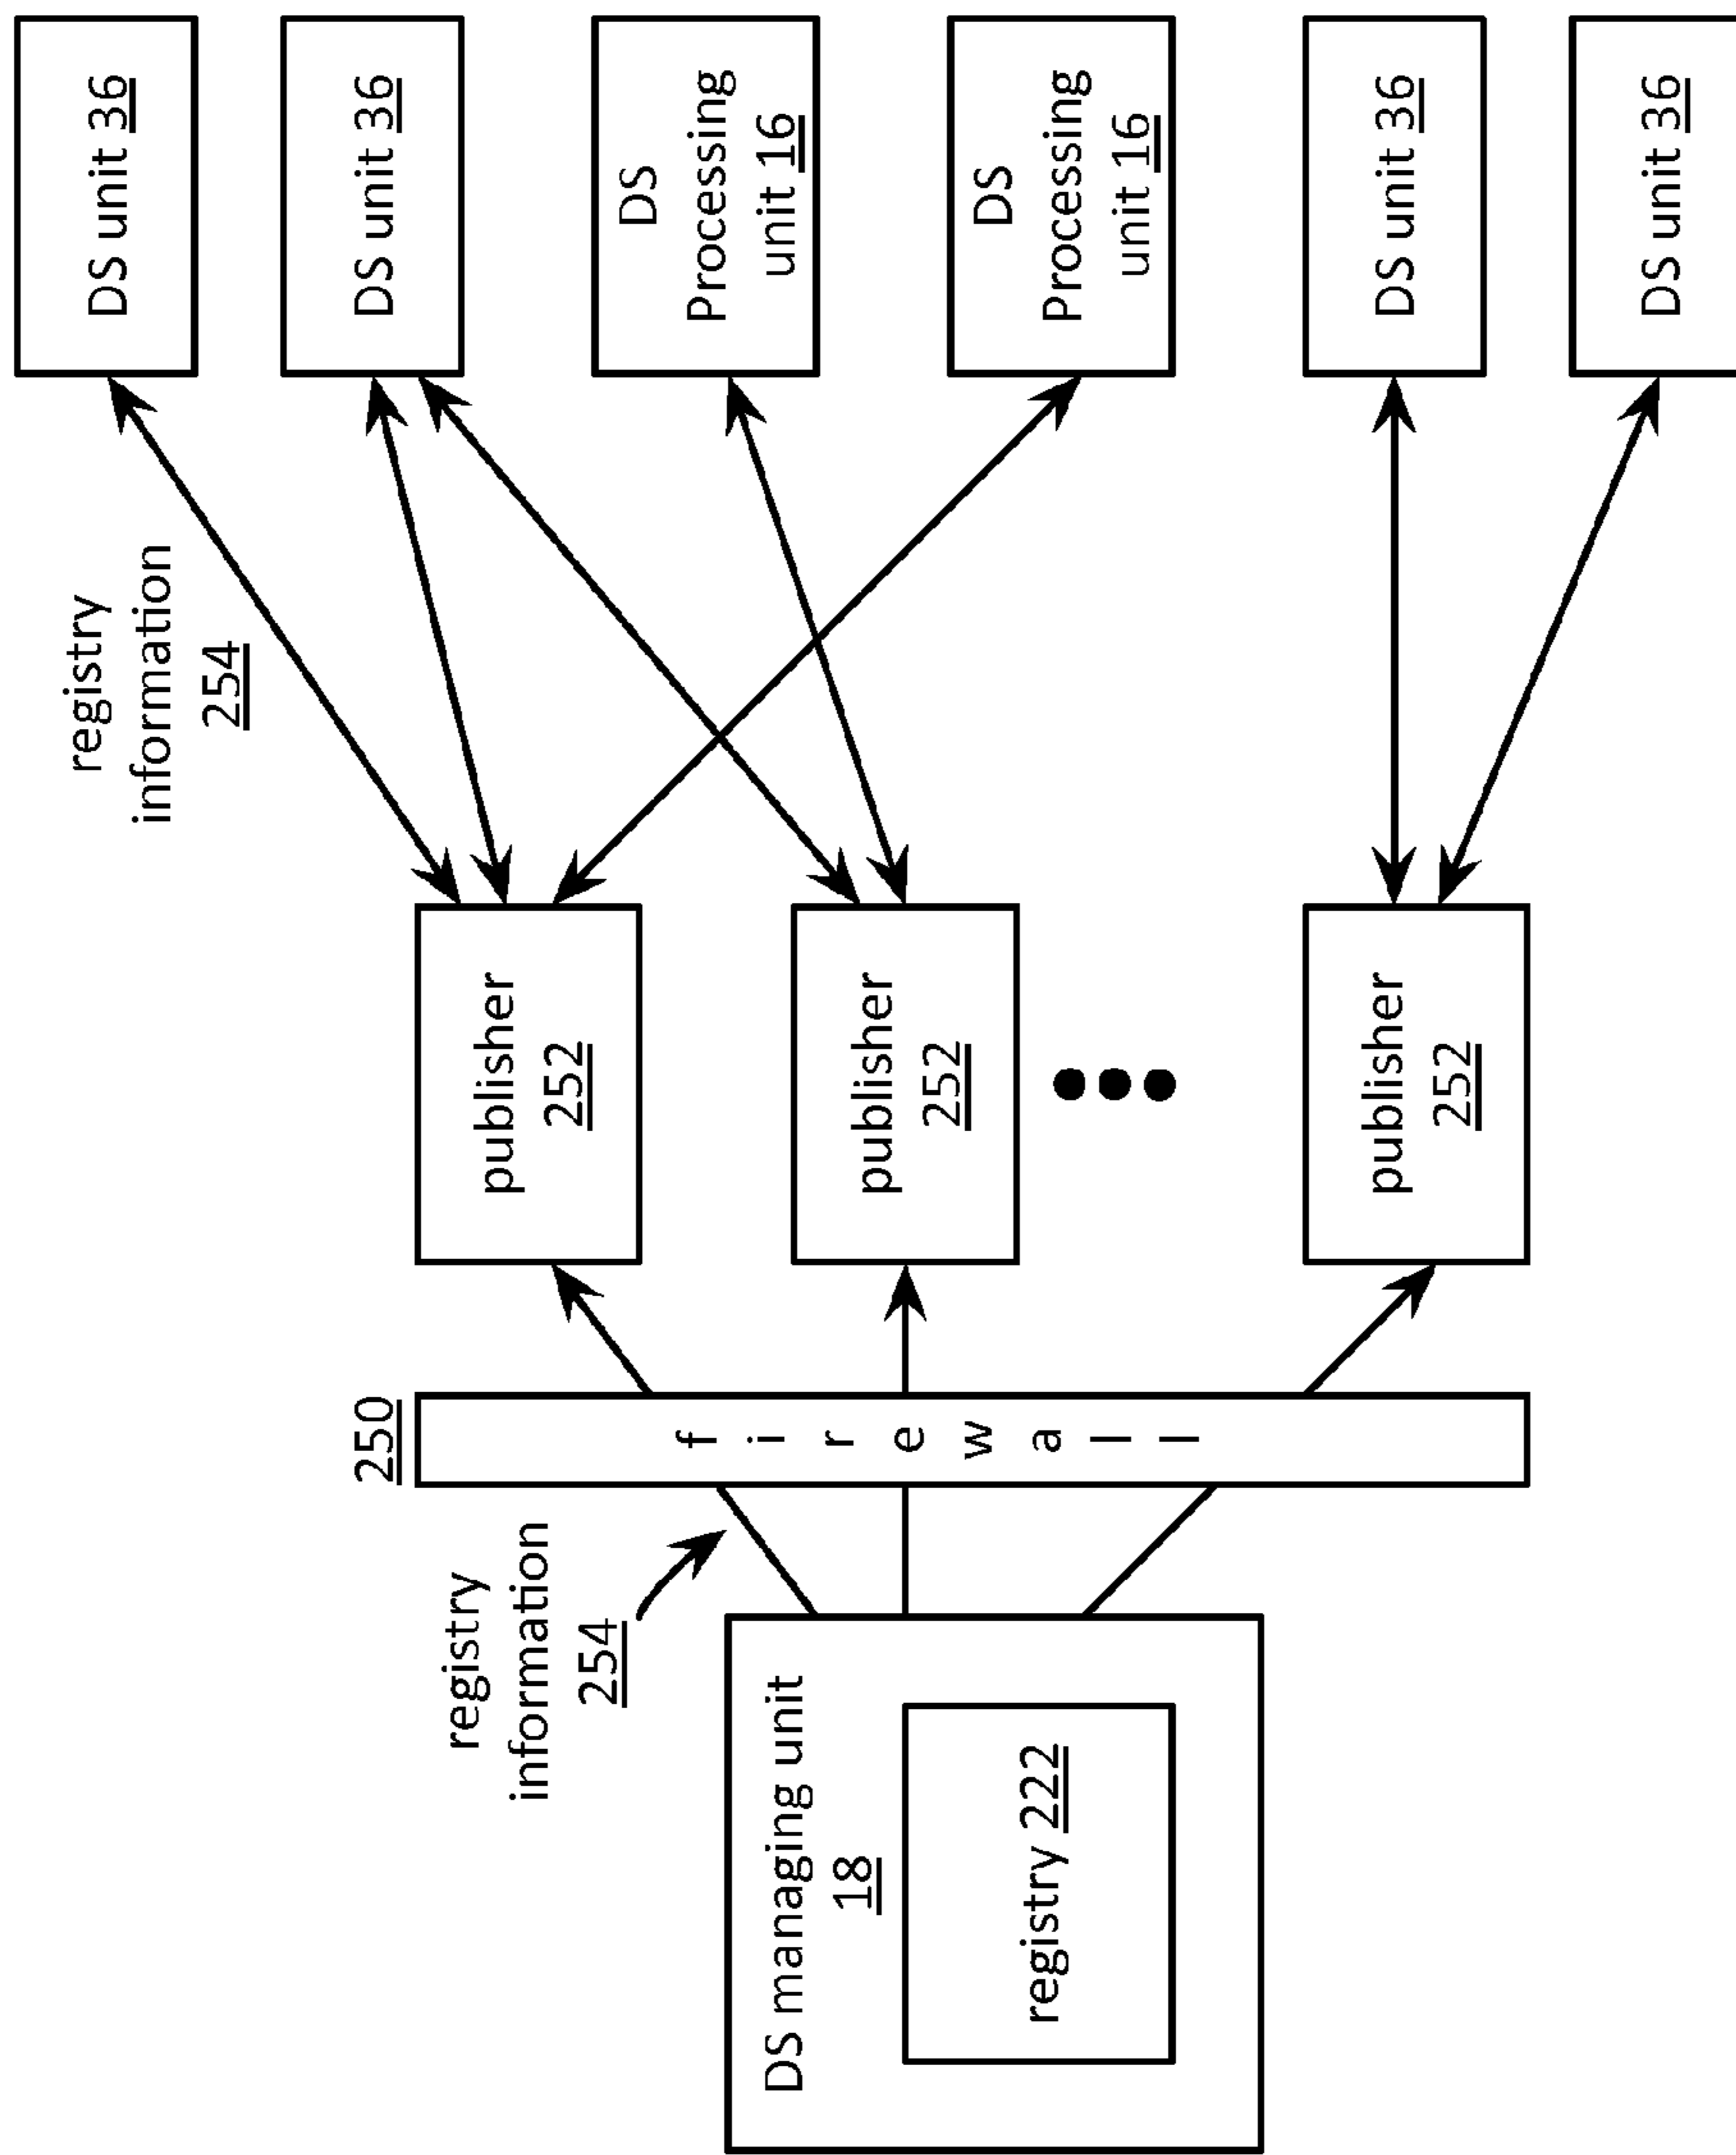 registry
information
254
DS managing unit
18
registry 222
250
f
i
r
e
w
a
l
l
publisher
252
publisher
252
publisher
252
registry
information
254
DS unit 36
DS unit 36
DS
Processing
unit 16
DS
Processing
unit 16
DS unit 36
DS unit 36